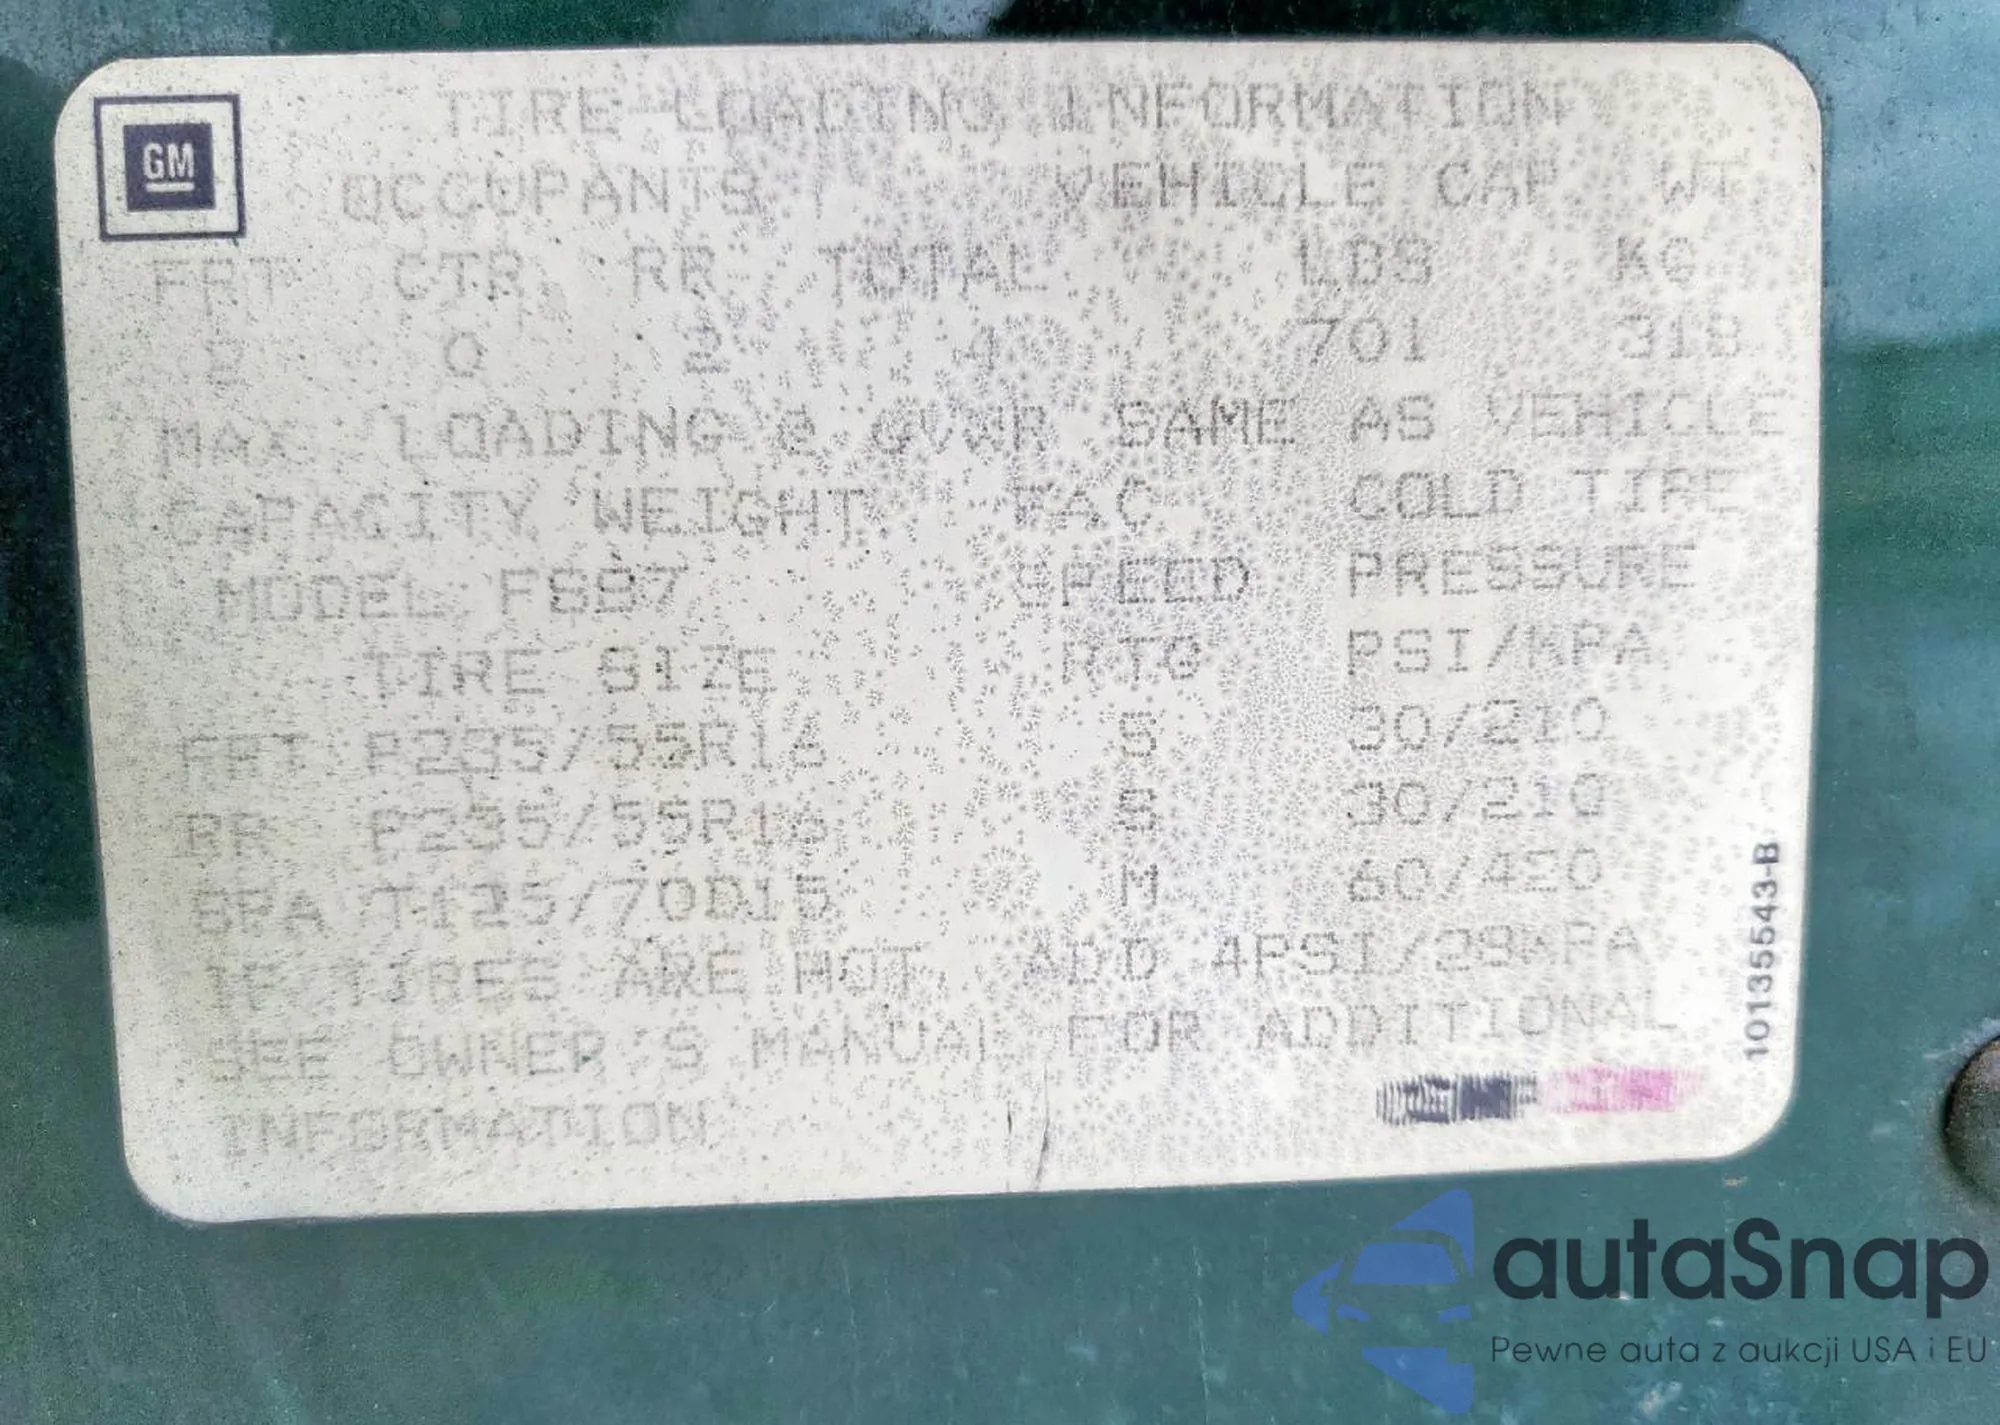 GM
TIRE-LOADING INFORMATION
OCCUPANTS VEHICLE CAP WT
FRT CTR RR TOTAL LBS KG
2 0 2 4 701 318
MAX LOADING @ GVWR SAME AS VEHICLE
CAPACITY WEIGHT FAC COLD TIRE
MODEL FS87 SPEED PRESSURE
TIRE SIZE RTG PSI/KPA
FRT P235/55R16 S 30/210
RR P235/55R16 S 30/210
SPA T125/70D15 M 60/420
IF TIRES ARE HOT, ADD 4PSI/28KPA
SEE OWNER'S MANUAL FOR ADDITIONAL
INFORMATION
10135543-B
autaSnap
Pewne auta z aukcji USA i EU